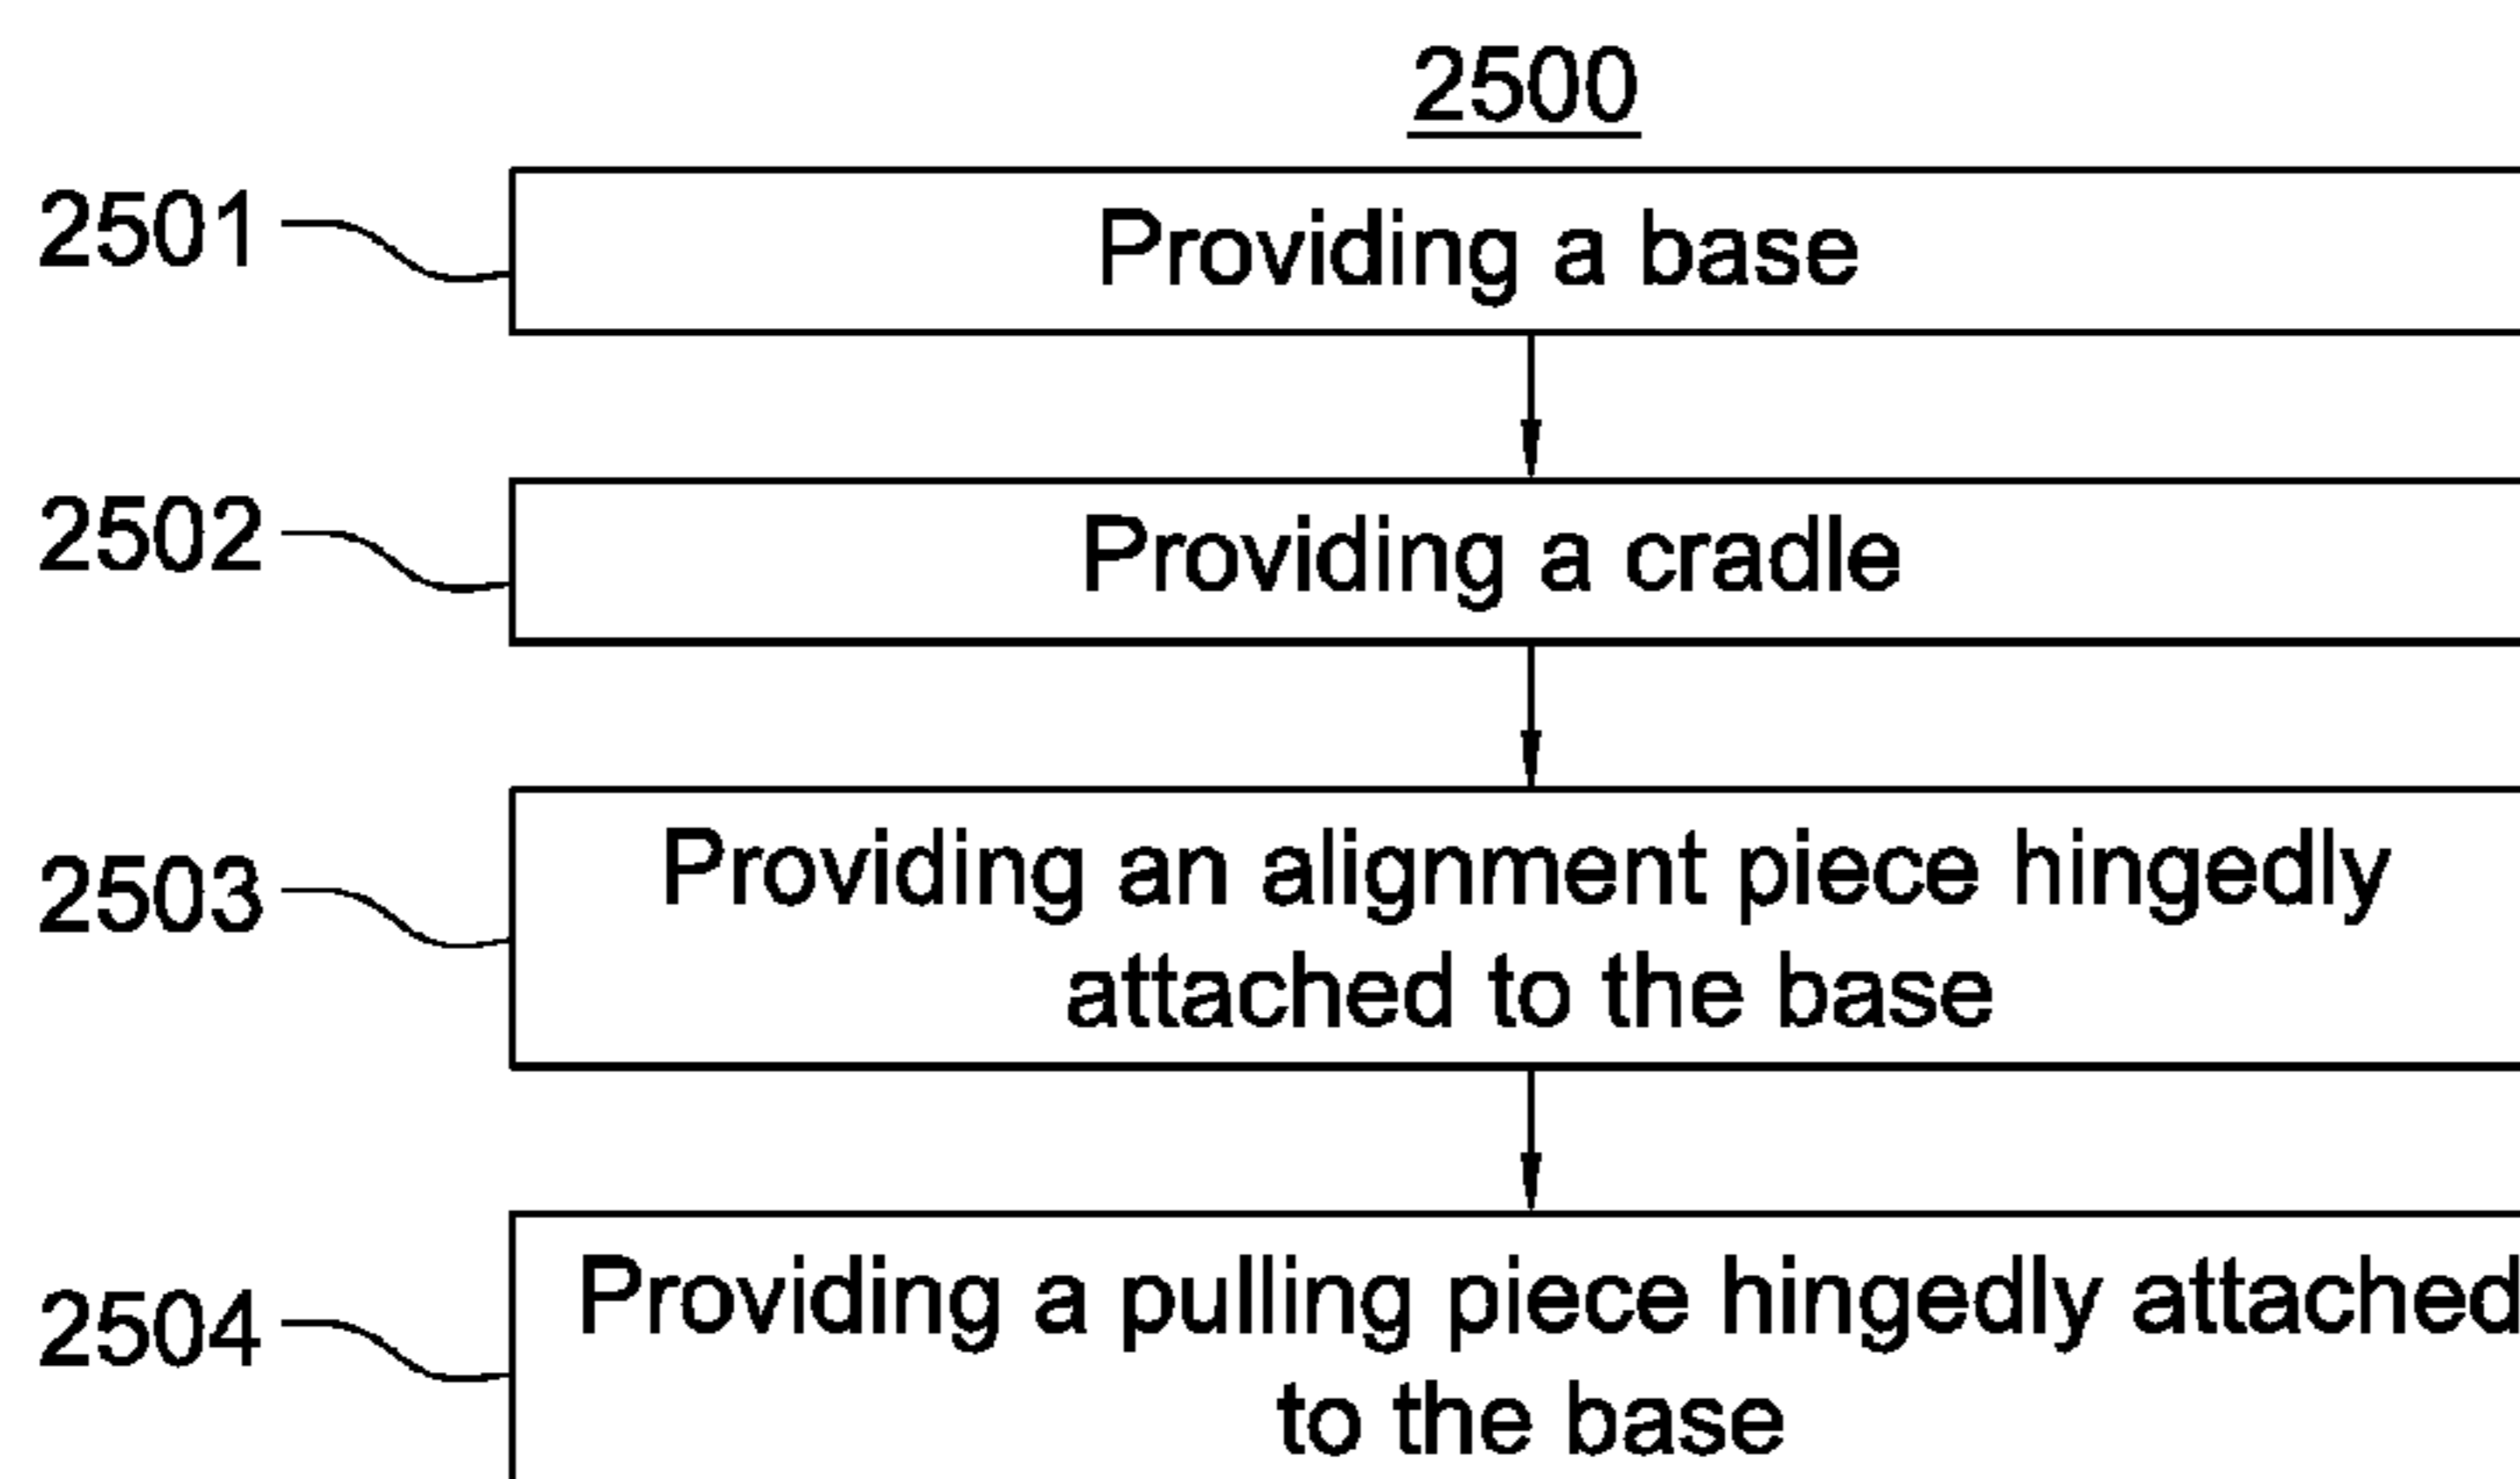 2500
2501
Providing a base
2502
Providing a cradle
2503
Providing an alignment piece hingedly
attached to the base
2504
Providing a pulling piece hingedly attached
to the base